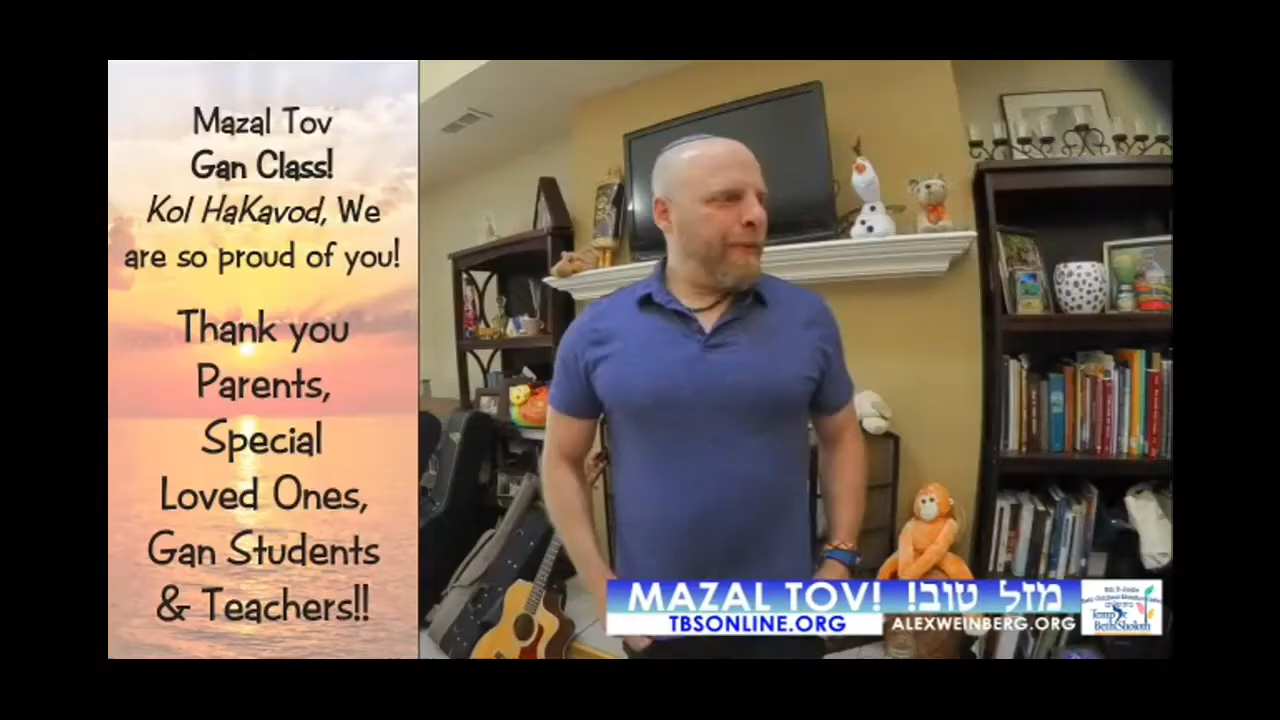 Mazal Tov
Gan Class!
Kol HaKavod, We
are so proud of you!
Thank you
Parents,
Special
Loved Ones,
Gan Students
& Teachers!!
MAZAL TOV! מזל טוב!
TBSONLINE.ORG ALEXWEINBERG.ORG
Temple
Beth Sholom